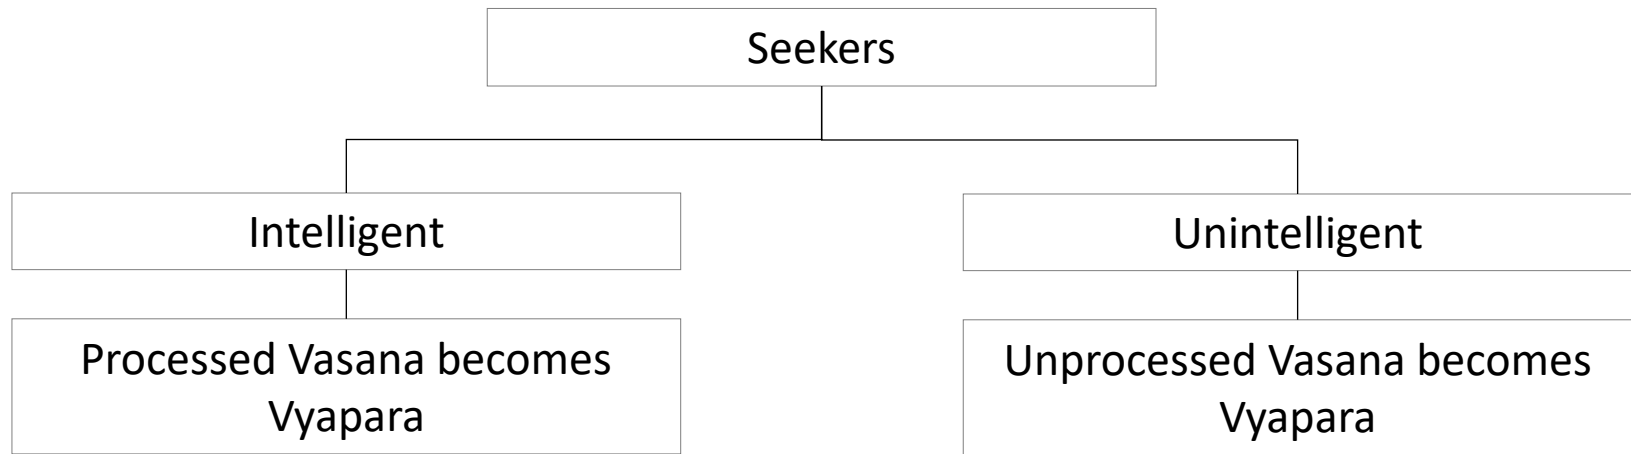 Seekers
Intelligent
Unintelligent
Processed Vasana becomes
Vyapara
Unprocessed Vasana becomes
Vyapara